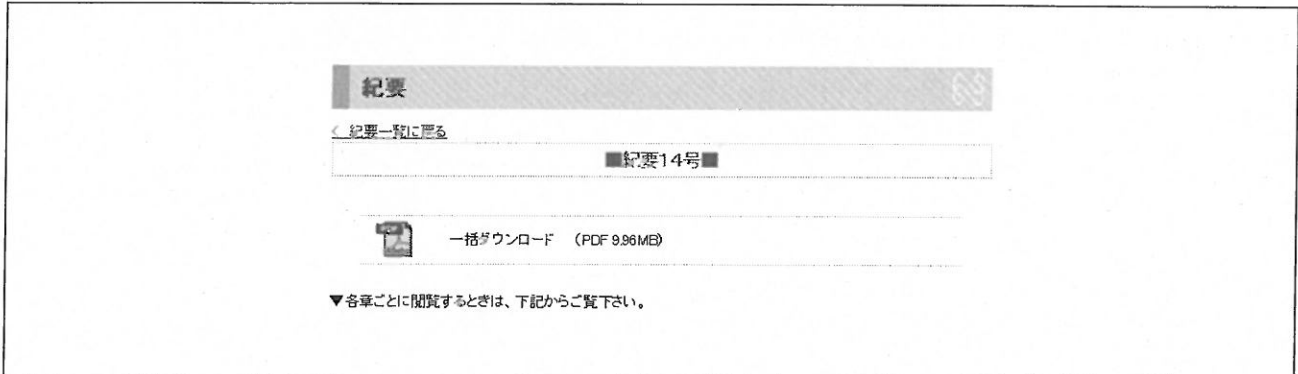 紀要
< 紀要一覧に戻る
■紀要14号■
一括ダウンロード (PDF 9.96MB)
▼各章ごとに閲覧するときは、下記からご覧下さい。